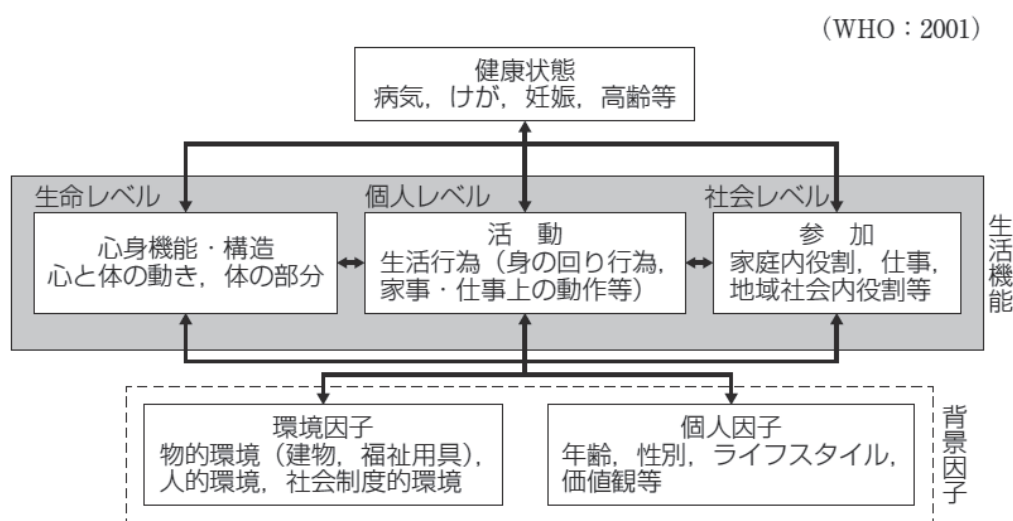 (WHO：2001)
健康状態
病気，けが，妊娠，高齢等
生命レベル
個人レベル
社会レベル
心身機能・構造
心と体の動き，体の部分
活　動
生活行為（身の回り行為，
家事・仕事上の動作等）
参　加
家庭内役割，仕事，
地域社会内役割等
生活機能
環境因子
物的環境（建物，福祉用具），
人的環境，社会制度的環境
個人因子
年齢，性別，ライフスタイル，
価値観等
背景因子